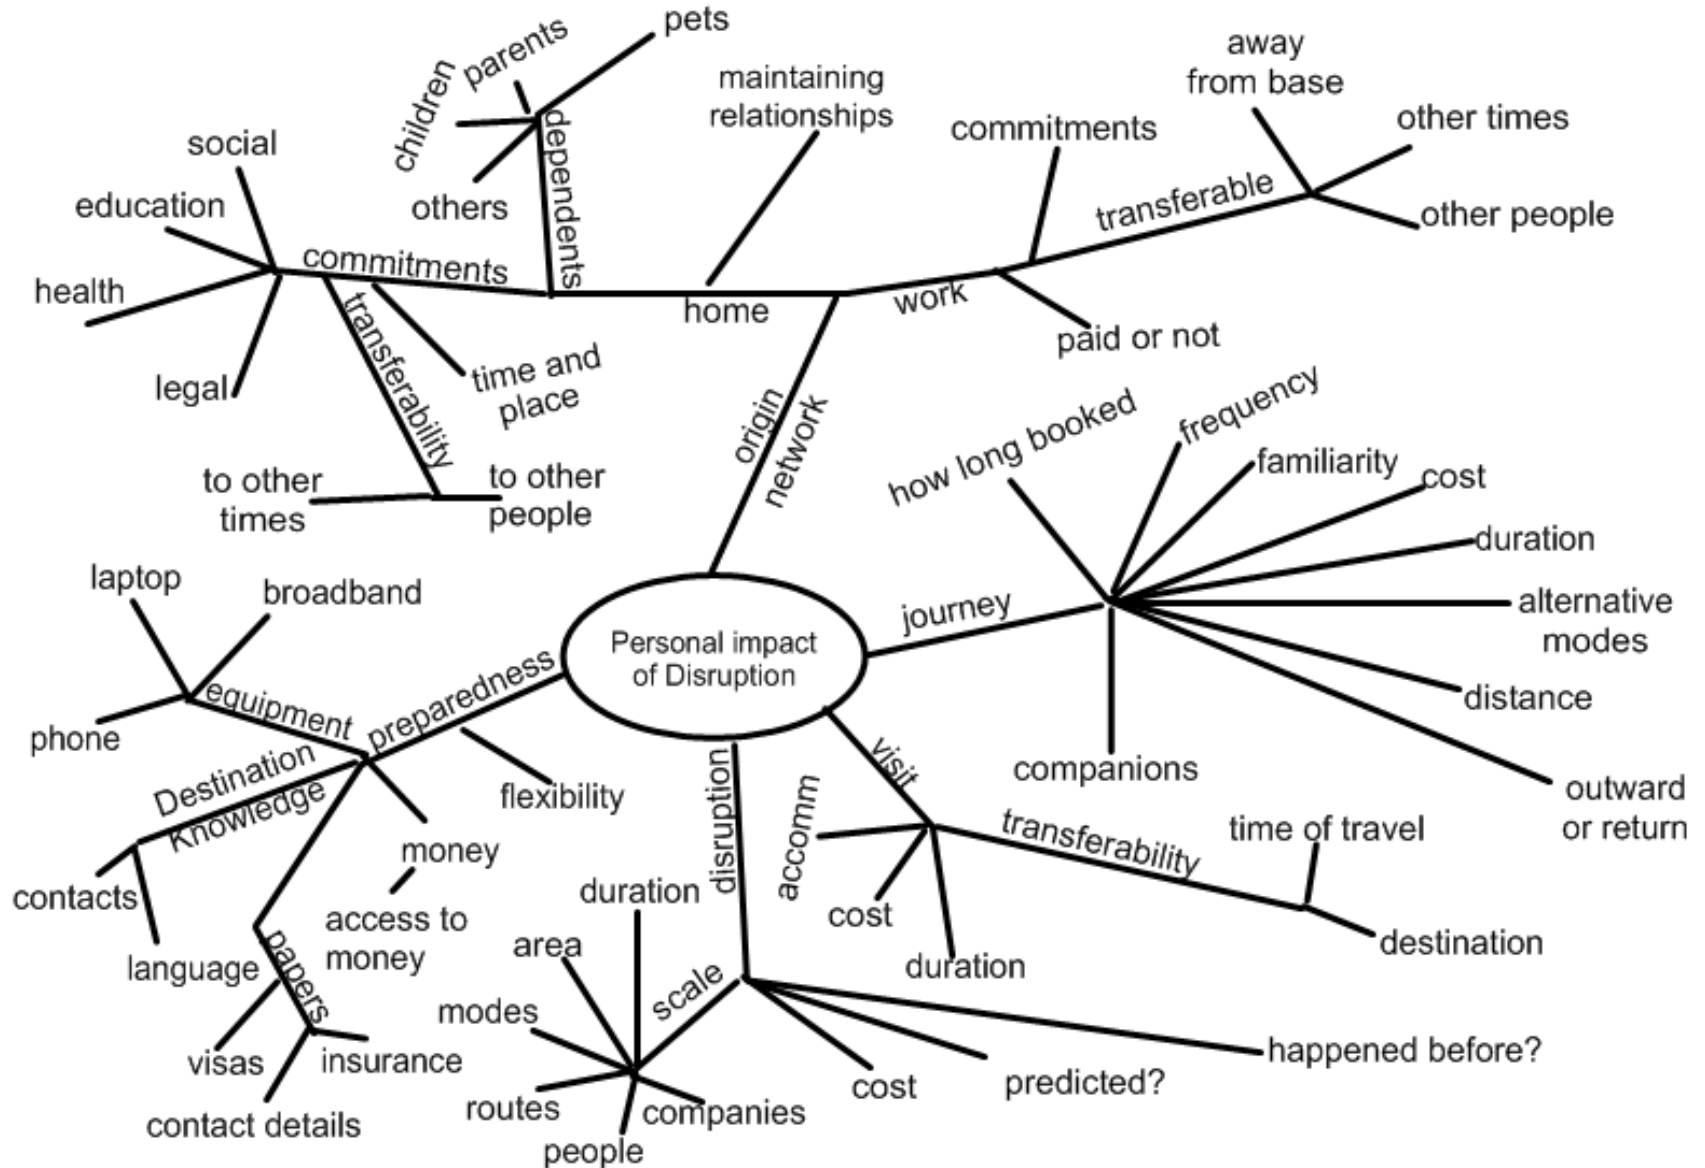 pets
parents
children
others
dependents
maintaining
relationships
away
from base
other times
other people
commitments
transferable
work
paid or not
home
social
education
health
legal
commitments
transferability
time and
place
to other
times
to other
people
origin
network
how long booked
frequency
familiarity
cost
duration
alternative
modes
distance
outward
or return
companions
journey
Personal impact
of Disruption
laptop
broadband
phone
equipment
preparedness
flexibility
Destination
Knowledge
contacts
language
money
access to
money
papers
visas
insurance
contact details
disruption
scale
duration
area
modes
routes
people
companies
cost
predicted?
happened before?
visit
accomm
cost
duration
transferability
time of travel
destination